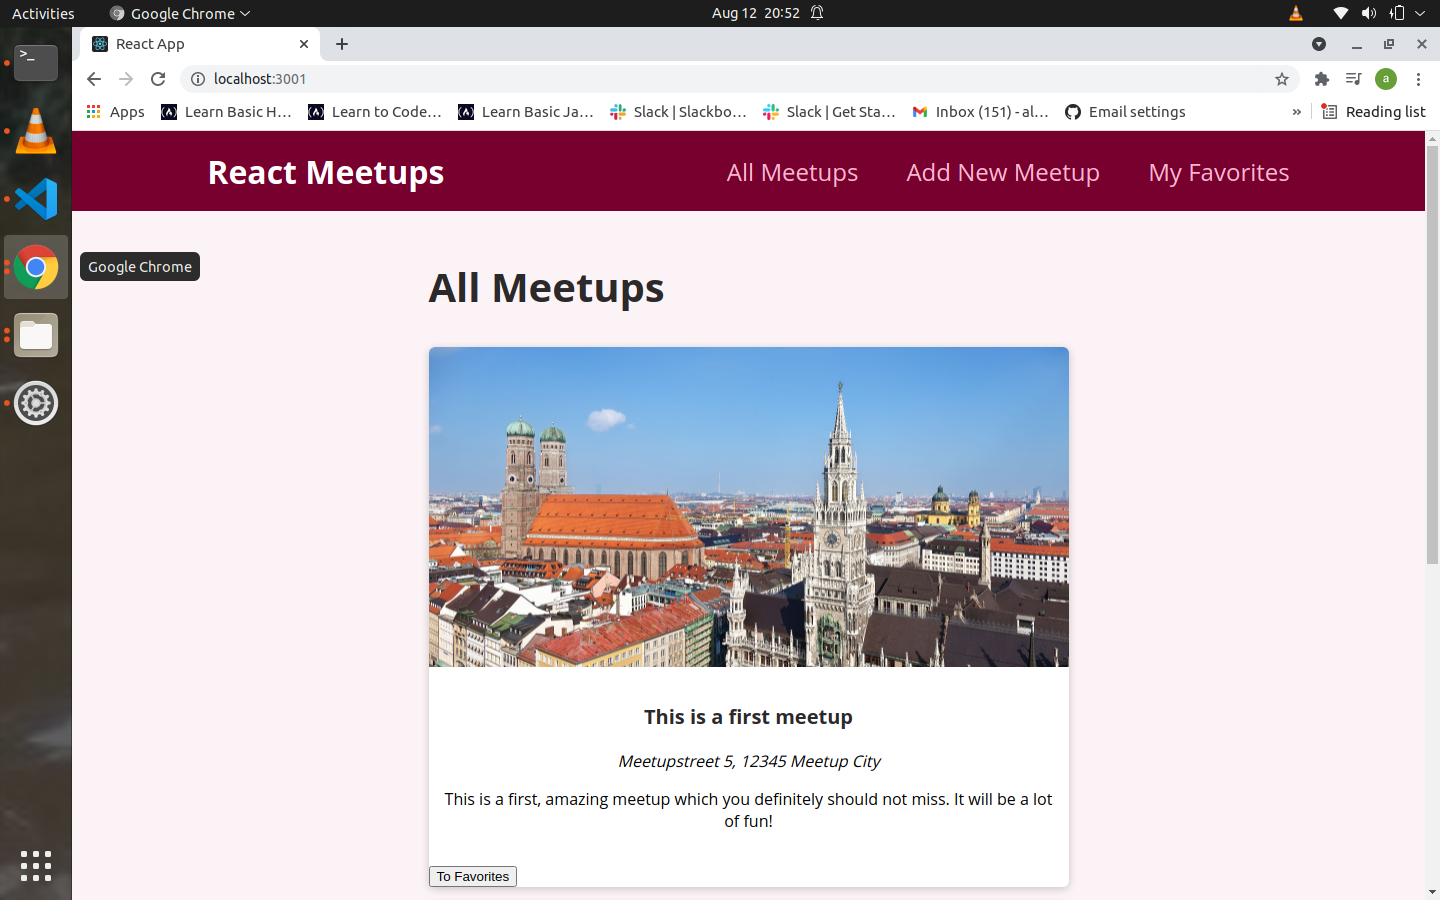 Activities
Google Chrome
Aug 12 20:52
React App
localhost:3001
a
Apps
Learn Basic H...
Learn to Code...
Learn Basic Ja...
Slack | Slackbo...
Slack | Get Sta...
Inbox (151) - al...
Email settings
»
Reading list
React Meetups
All Meetups
Add New Meetup
My Favorites
Google Chrome
All Meetups
This is a first meetup
Meetupstreet 5, 12345 Meetup City
This is a first, amazing meetup which you definitely should not miss. It will be a lot
of fun!
To Favorites